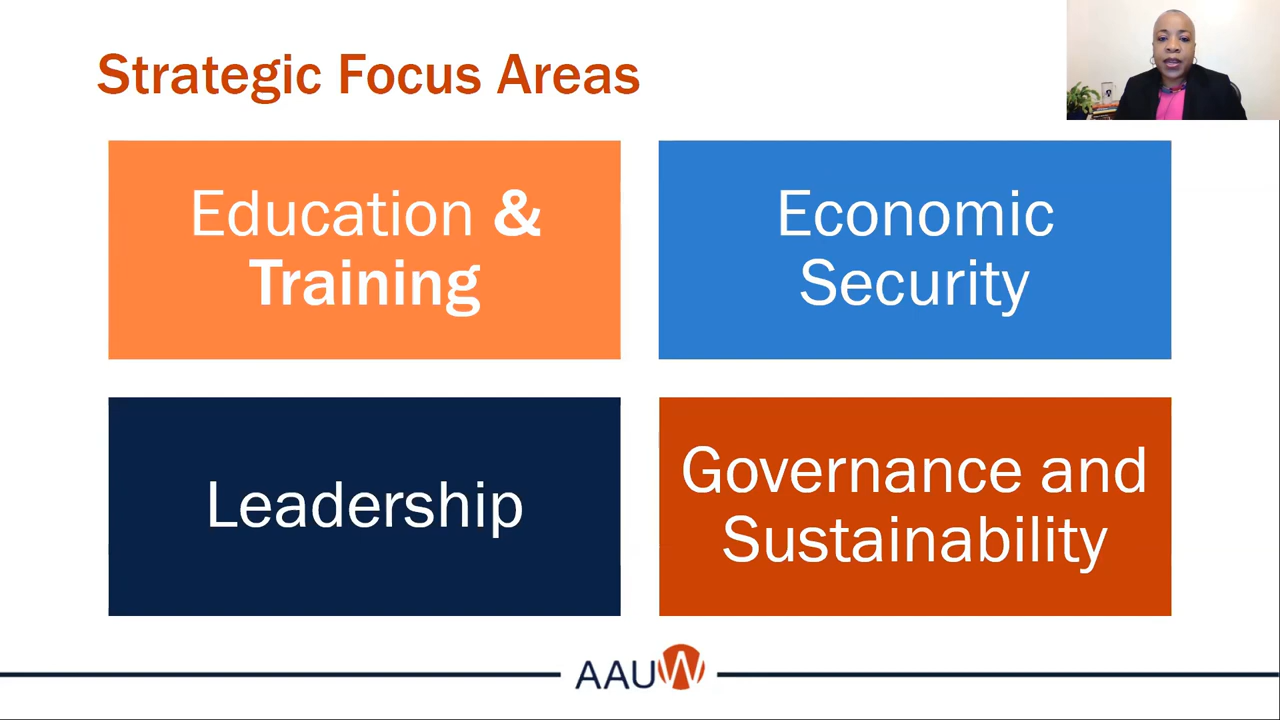 Strategic Focus Areas
Education &
Training
Economic
Security
Leadership
Governance and
Sustainability
AAUW